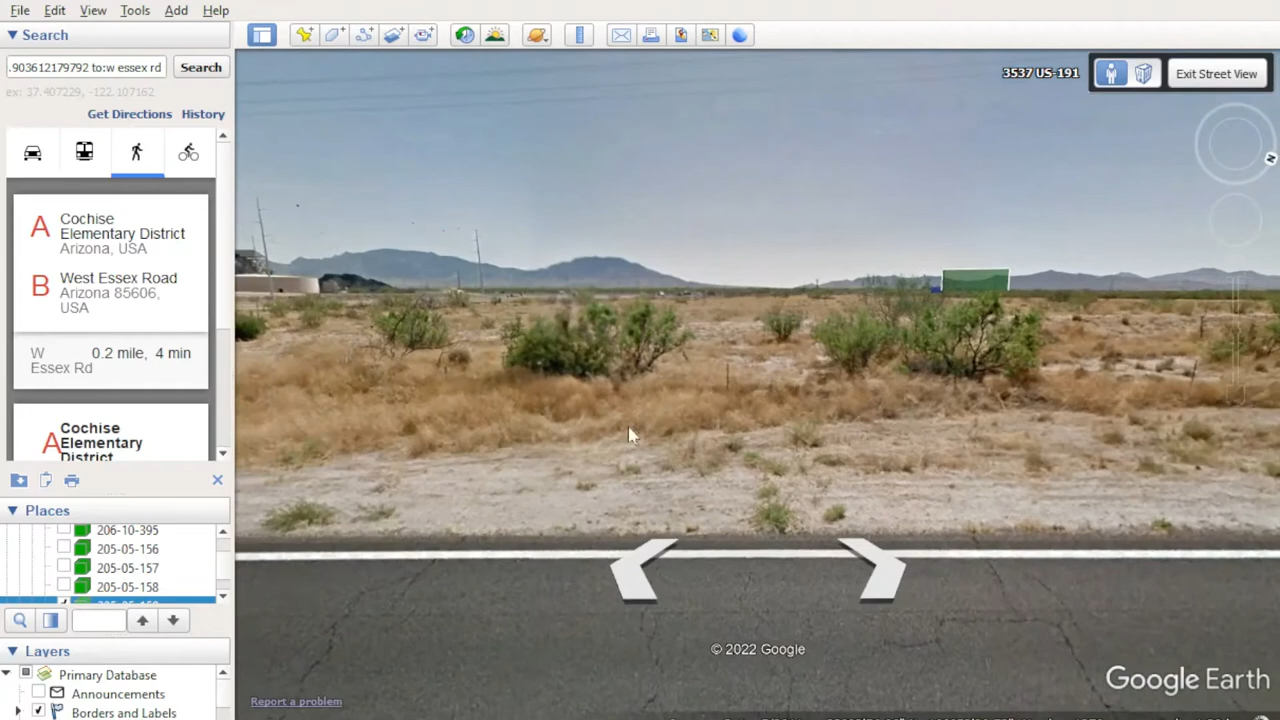 File Edit View Tools Add Help
Search
.903612179792 to:w essex rd Search
ex: 37.407229, -122.107162
Get Directions History
A Cochise
Elementary District
Arizona, USA
B West Essex Road
Arizona 85606,
USA
W 0.2 mile, 4 min
Essex Rd
A Cochise
Elementary
District
Places
206-10-395
205-05-156
205-05-157
205-05-158
Layers
Primary Database
Announcements
Borders and Labels
3537 US-191
Exit Street View
N
© 2022 Google
Report a problem
Google Earth